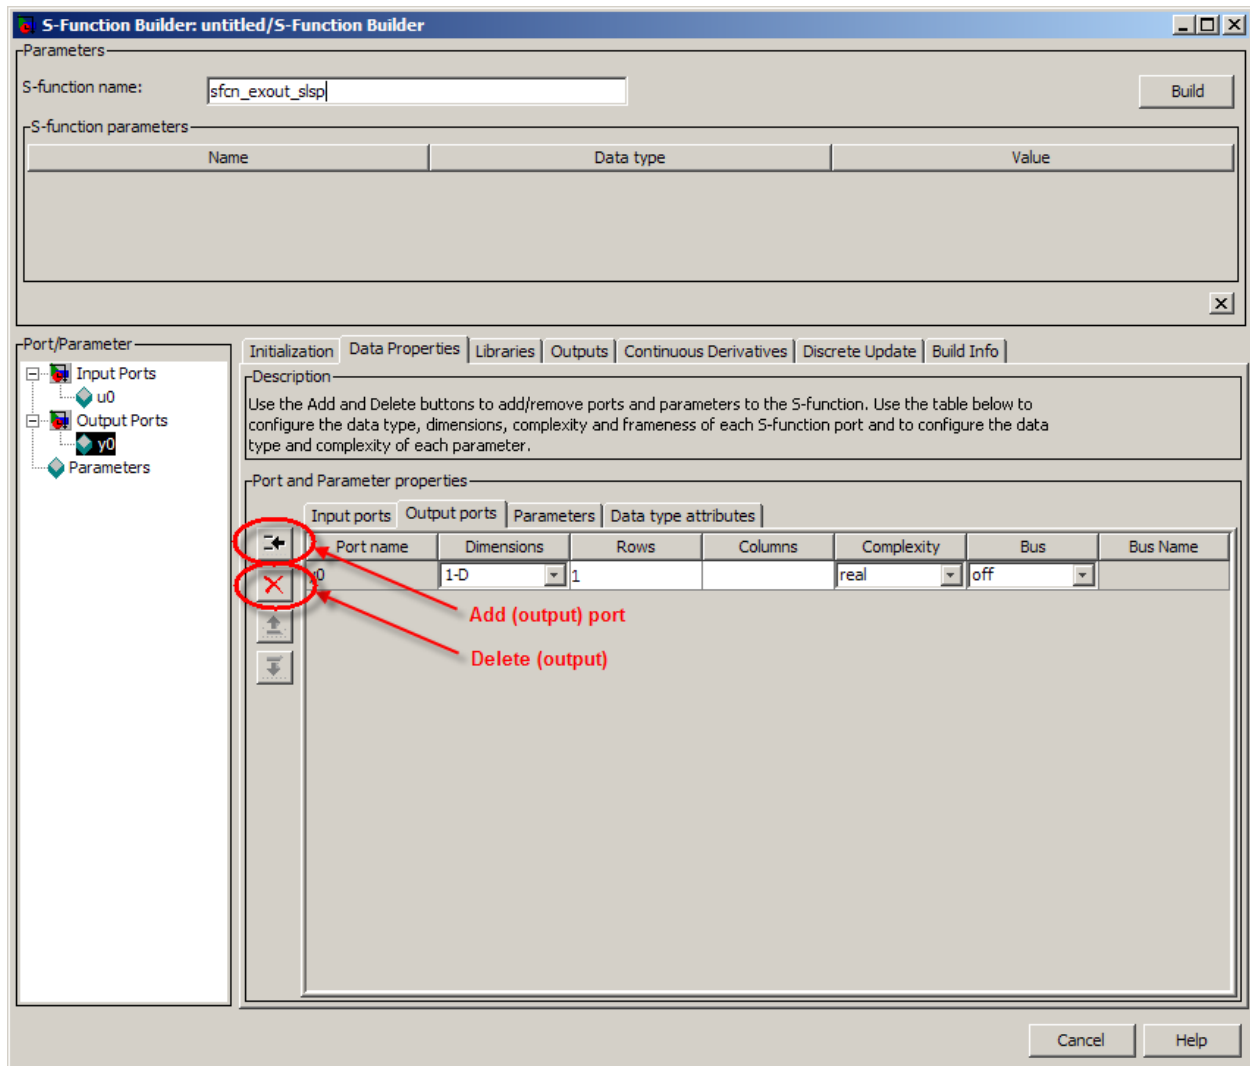 S-Function Builder: untitled/S-Function Builder
Parameters
S-function name: sfcn_exout_slsp Build
S-function parameters
Name Data type Value
Port/Parameter
Input Ports
u0
Output Ports
y0
Parameters
Initialization Data Properties Libraries Outputs Continuous Derivatives Discrete Update Build Info
Description
Use the Add and Delete buttons to add/remove ports and parameters to the S-function. Use the table below to
configure the data type, dimensions, complexity and frameness of each S-function port and to configure the data
type and complexity of each parameter.
Port and Parameter properties
Input ports Output ports Parameters Data type attributes
Port name Dimensions Rows Columns Complexity Bus Bus Name
y0 1-D 1 real off
Add (output) port
Delete (output)
Cancel Help